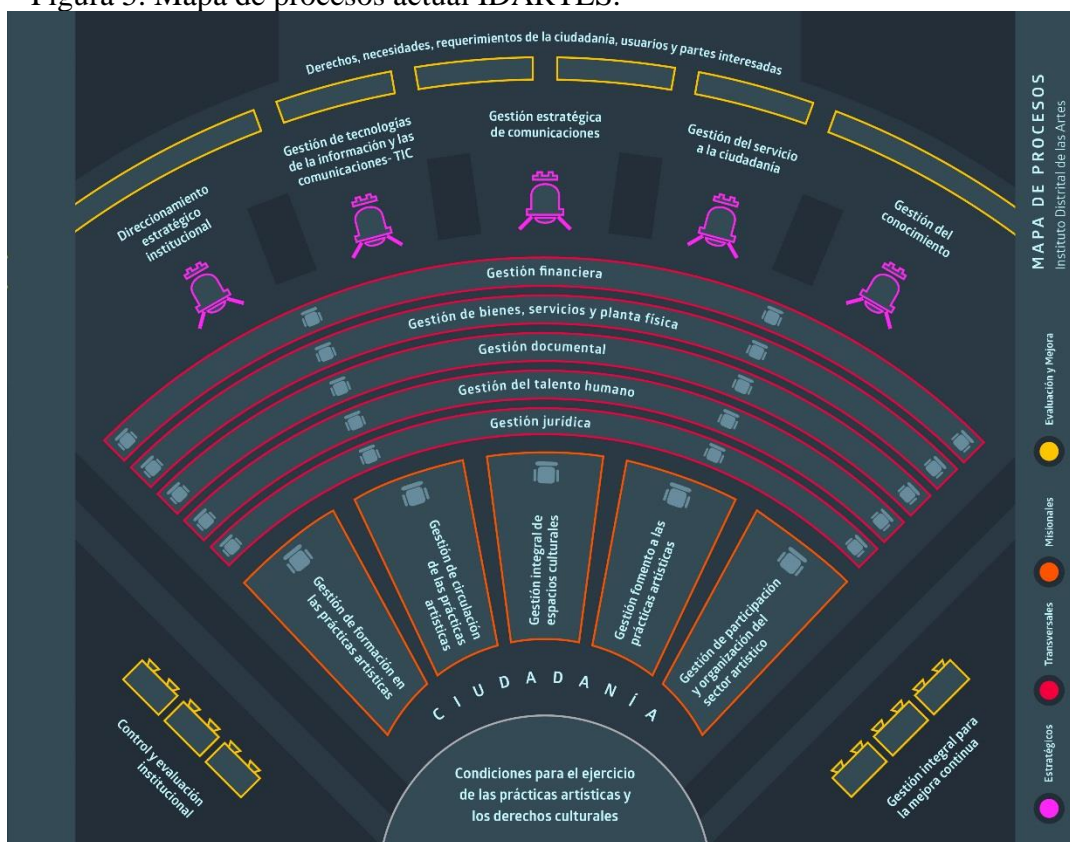 Figura 5. Mapa de procesos actual IDARTES.
Derechos, necesidades, requerimientos de la ciudadanía, usuarios y partes interesadas
Direccionamiento
estratégico
institucional
Gestión de tecnologías
de la información y las
comunicaciones- TIC
Gestión estratégica
de comunicaciones
Gestión del servicio
a la ciudadanía
Gestión del
conocimiento
Gestión financiera
Gestión de bienes, servicios y planta física
Gestión documental
Gestión del talento humano
Gestión jurídica
Gestión de formación en
las prácticas artísticas
Gestión de circulación
de las prácticas
artísticas
Gestión integral de
espacios culturales
Gestión fomento a las
prácticas artísticas
Gestión de participación
y organización del
sector artístico
CIUDADANÍA
Condiciones para el ejercicio
de las prácticas artísticas y
los derechos culturales
Control y evaluación
institucional
Gestión integral para
la mejora continua
MAPA DE PROCESOS
Instituto Distrital de las Artes
Evaluación y Mejora
Misionales
Transversales
Estratégicos